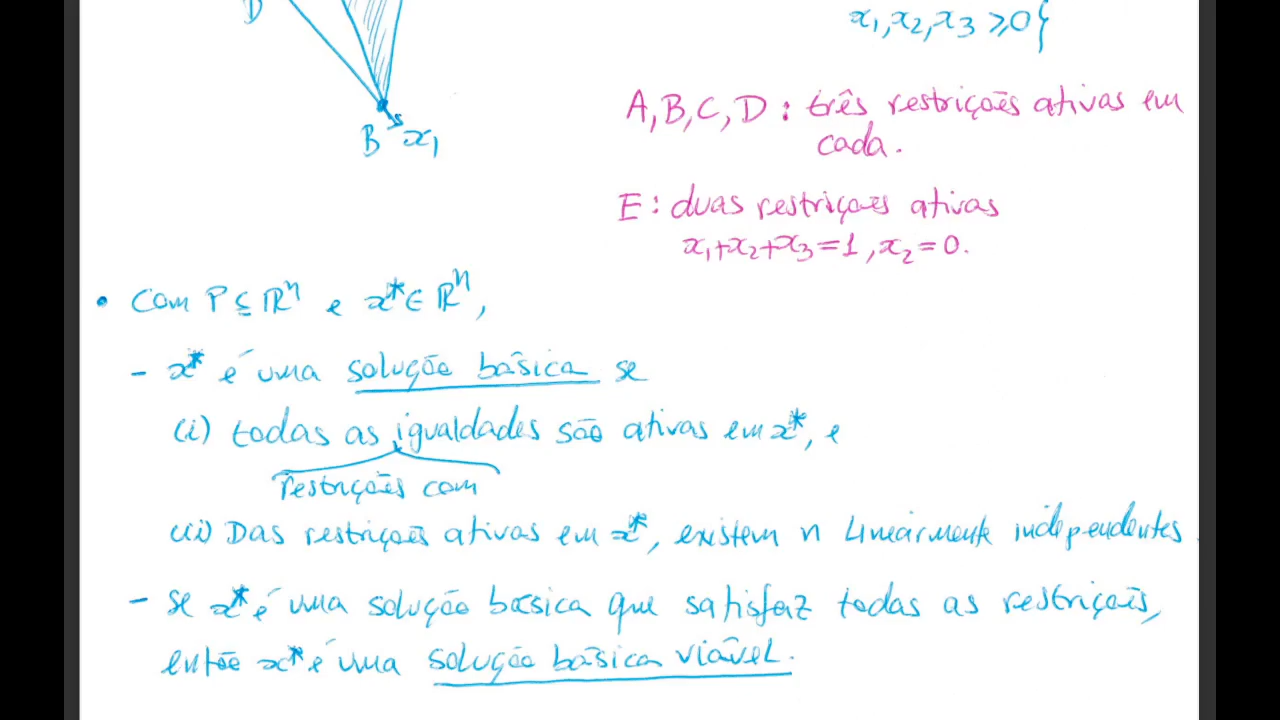 D
x₁, x₂, x₃ ≥ 0}
B x₁
A, B, C, D : três restrições ativas em
cada.
E : duas restrições ativas
x₁+x₂+x₃=1, x₂=0.
• Com P ⊆ ℝⁿ e x* ∈ ℝⁿ,
- x* é uma solução básica se
(i) todas as igualdades são ativas em x*, e
restrições com
(ii) Das restrições ativas em x*, existem n linearmente independentes.
- se x* é uma solução básica que satisfaz todas as restrições,
então x* é uma solução básica viável.